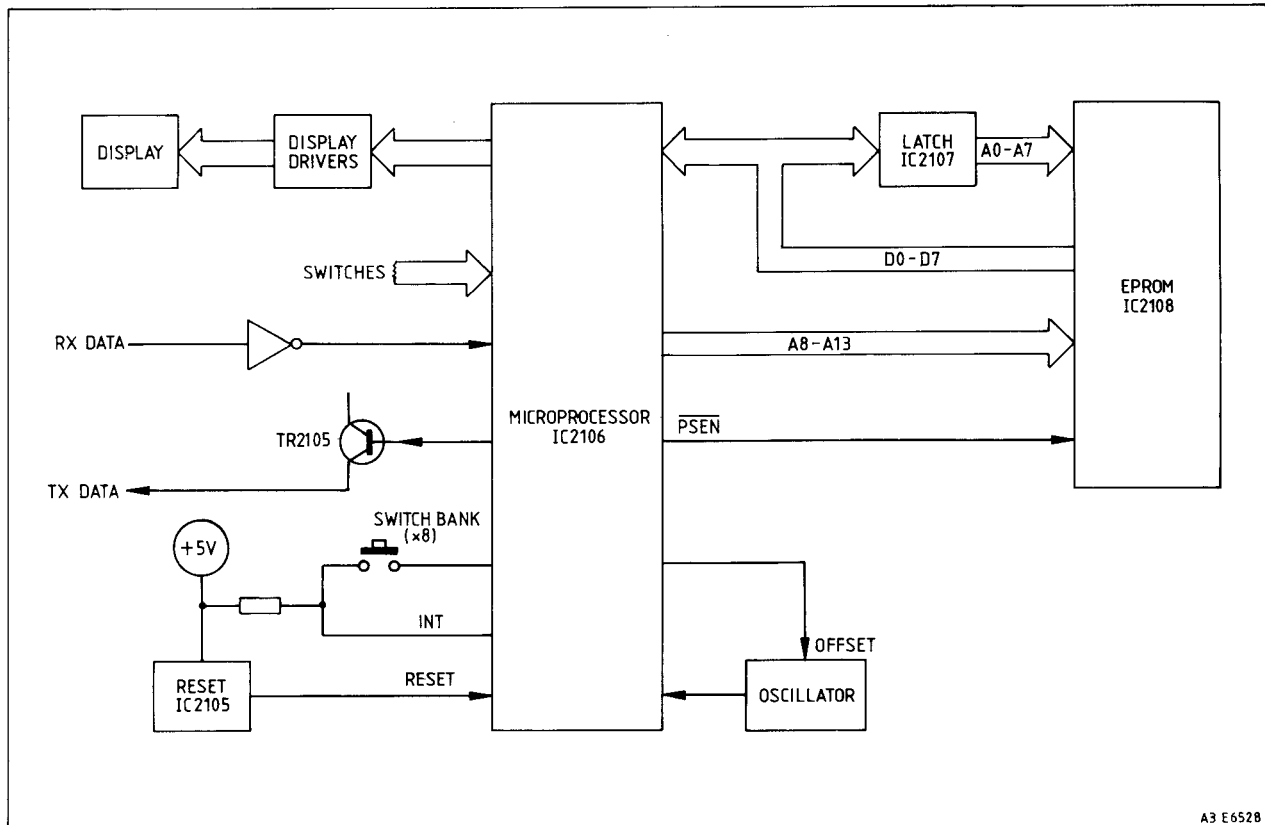 DISPLAY
DISPLAY
DRIVERS
LATCH
IC2107
A0-A7
SWITCHES
D0-D7
EPROM
IC2108
RX DATA
A8-A13
TR2105
MICROPROCESSOR
IC2106
PSEN
TX DATA
SWITCH BANK
(×8)
+5V
INT
OFFSET
RESET
IC2105
RESET
OSCILLATOR
A3 E6528